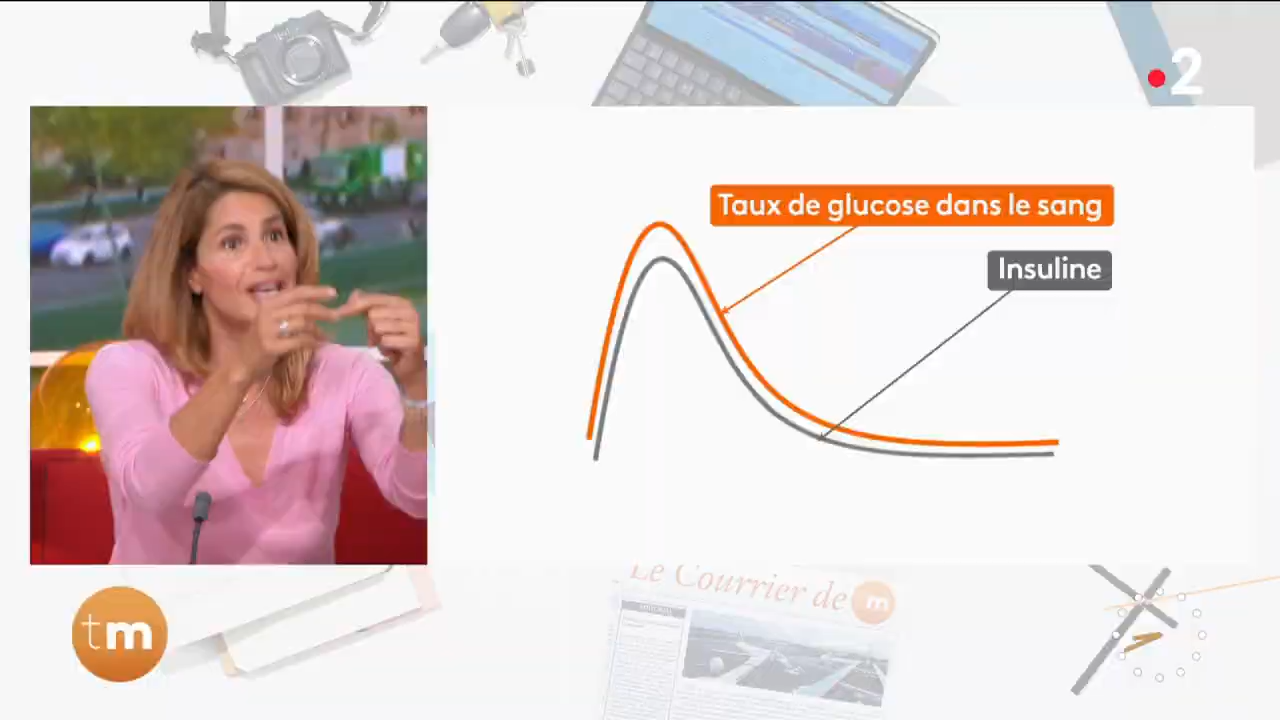 2
Taux de glucose dans le sang
Insuline
Le Courrier de m
tm